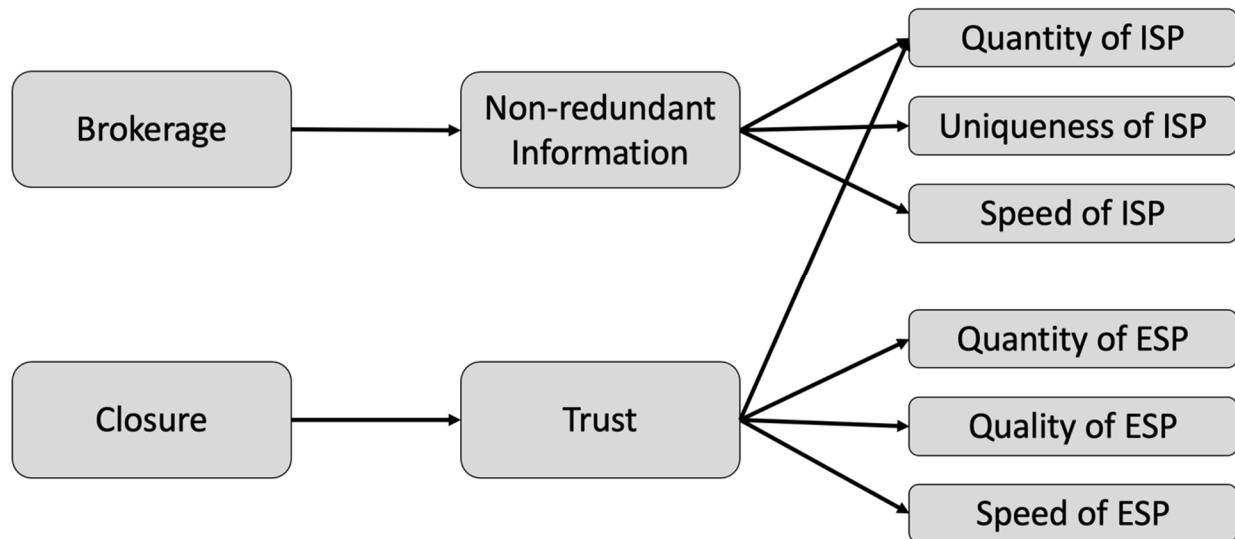 Quantity of ISP
Brokerage
Non-redundant
Information
Uniqueness of ISP
Speed of ISP
Quantity of ESP
Closure
Trust
Quality of ESP
Speed of ESP